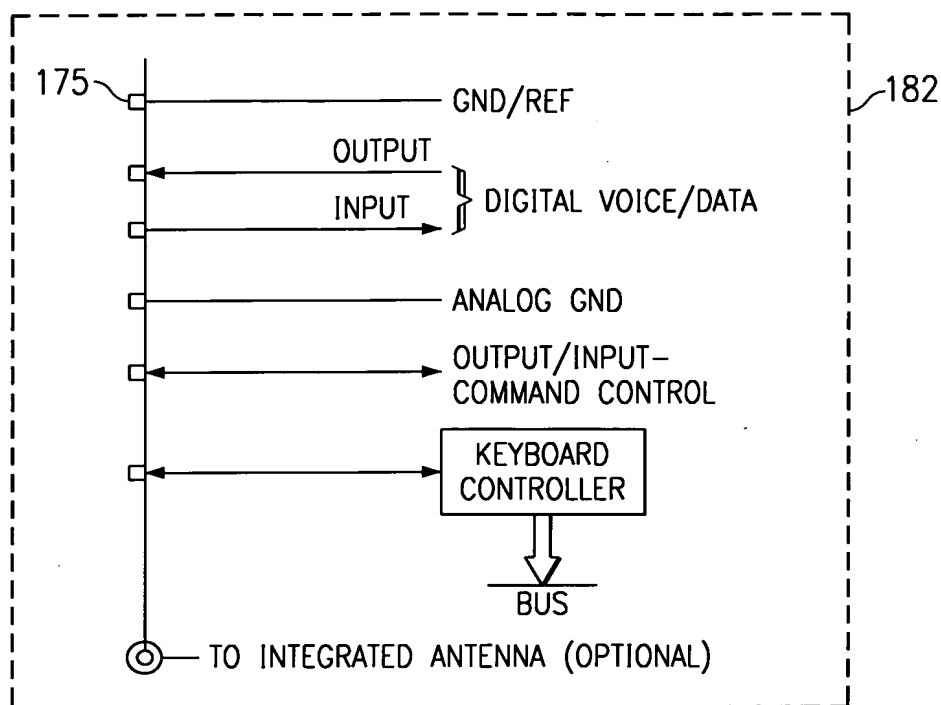 175
GND/REF
182
OUTPUT
INPUT
DIGITAL VOICE/DATA
ANALOG GND
OUTPUT/INPUT-
COMMAND CONTROL
KEYBOARD
CONTROLLER
BUS
TO INTEGRATED ANTENNA (OPTIONAL)